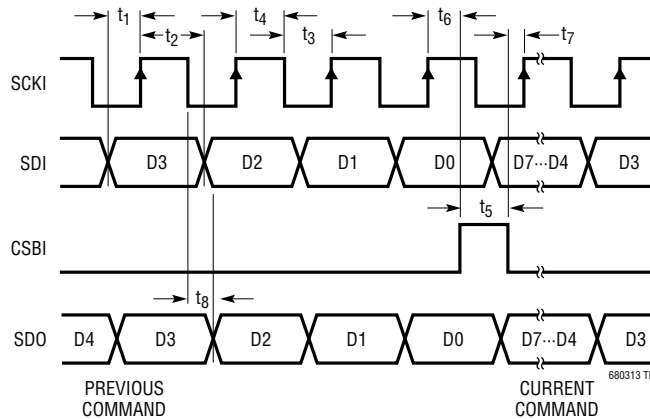 t1
t2
t4
t3
t6
t7
SCKI
SDI
D3
D2
D1
D0
D7···D4
D3
t5
CSBI
t8
SDO
D4
D3
D2
D1
D0
D7···D4
D3
680313
PREVIOUS
COMMAND
CURRENT
COMMAND